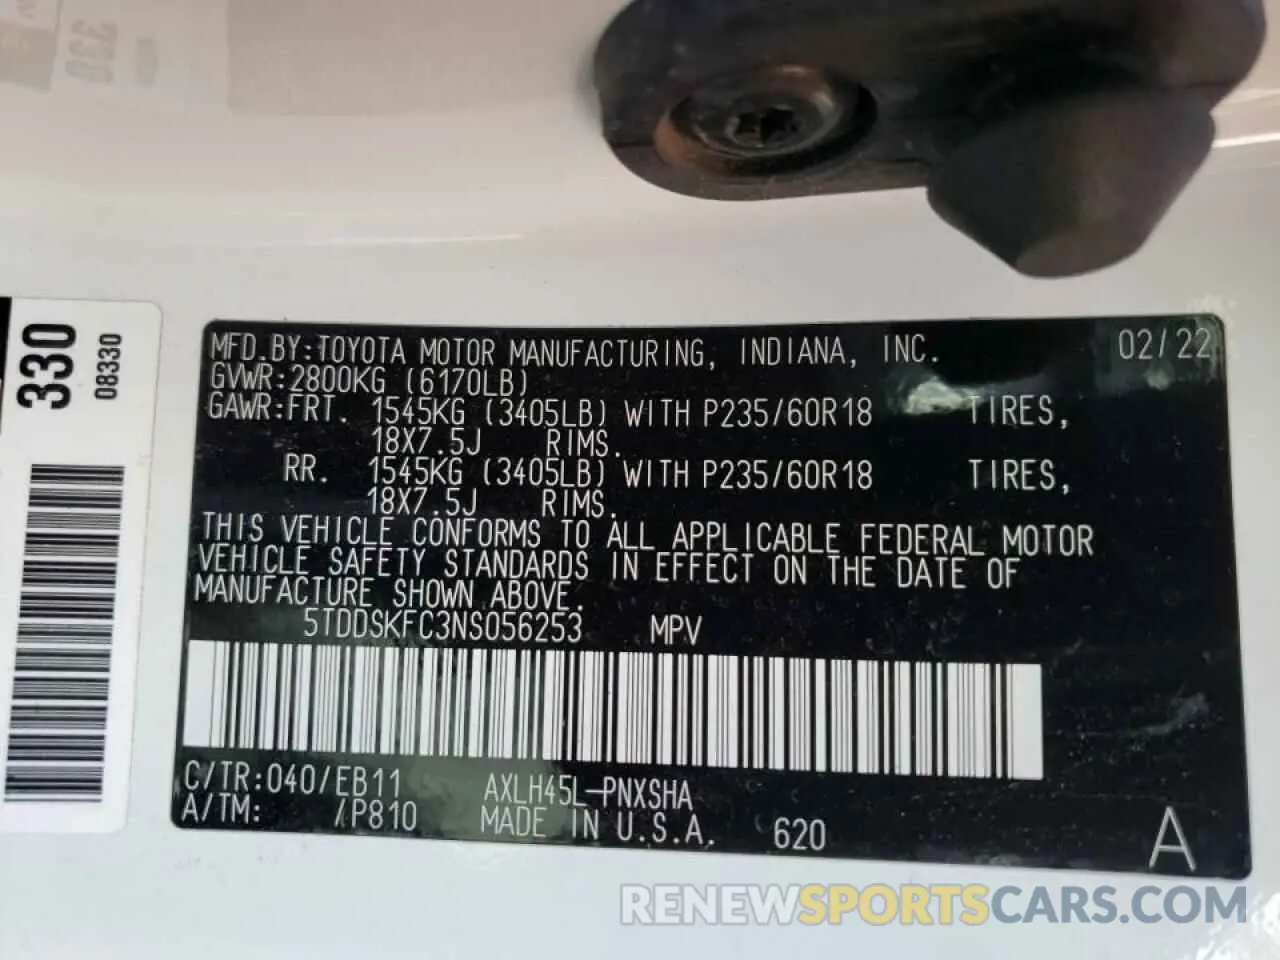 330
08330
MFD.BY:TOYOTA MOTOR MANUFACTURING, INDIANA, INC. 02/22
GVWR:2800KG (6170LB)
GAWR:FRT. 1545KG (3405LB) WITH P235/60R18 TIRES,
18X7.5J RIMS.
RR. 1545KG (3405LB) WITH P235/60R18 TIRES,
18X7.5J RIMS.
THIS VEHICLE CONFORMS TO ALL APPLICABLE FEDERAL MOTOR
VEHICLE SAFETY STANDARDS IN EFFECT ON THE DATE OF
MANUFACTURE SHOWN ABOVE.
5TDDSKFC3NS056253 MPV
C/TR:040/EB11 AXLH45L-PNXSHA
A/TM: /P810 MADE IN U.S.A. 620
A
RENEWSPORTSCARS.COM